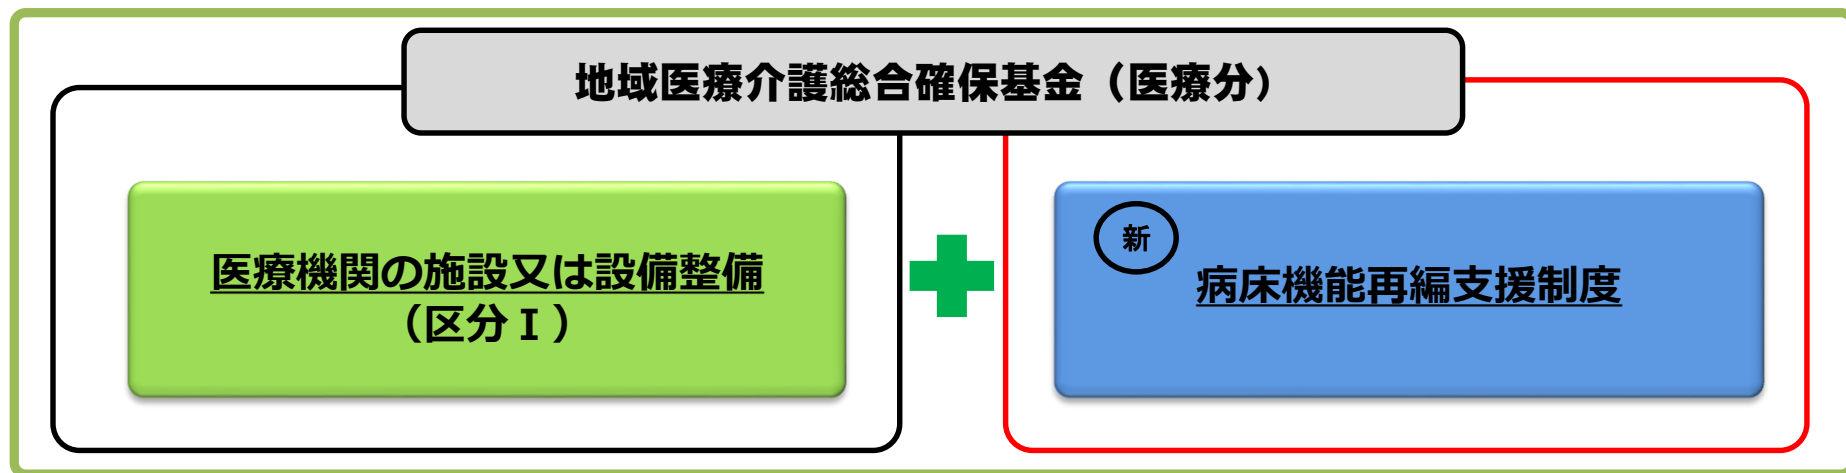 地域医療介護総合確保基金（医療分）
医療機関の施設又は設備整備
（区分Ⅰ）
新
病床機能再編支援制度